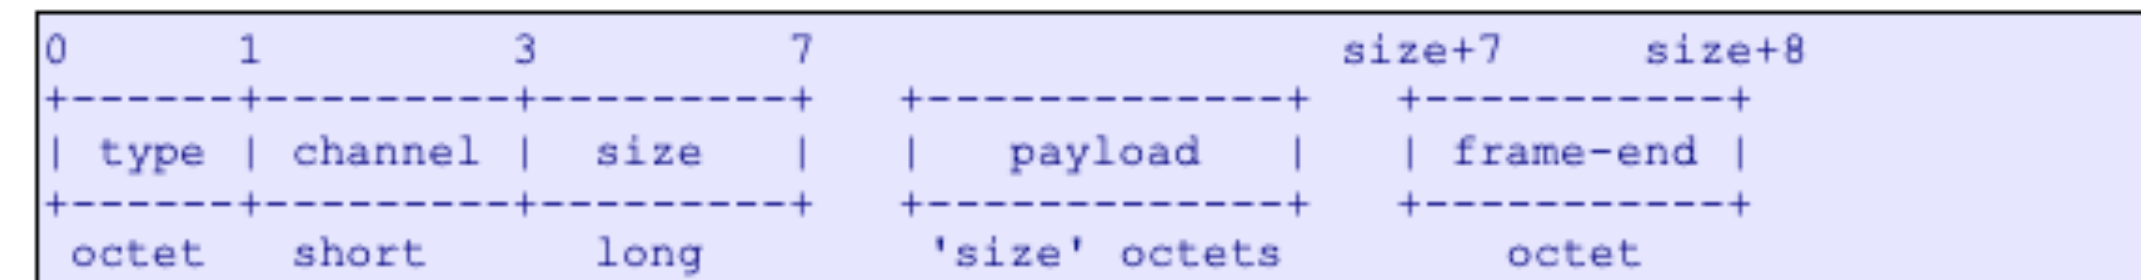 0      1         3         7                   size+7     size+8
+------+---------+---------+   +-------------+   +-----------+
| type | channel |  size   |   |   payload   |   | frame-end |
+------+---------+---------+   +-------------+   +-----------+
 octet   short      long        'size' octets        octet